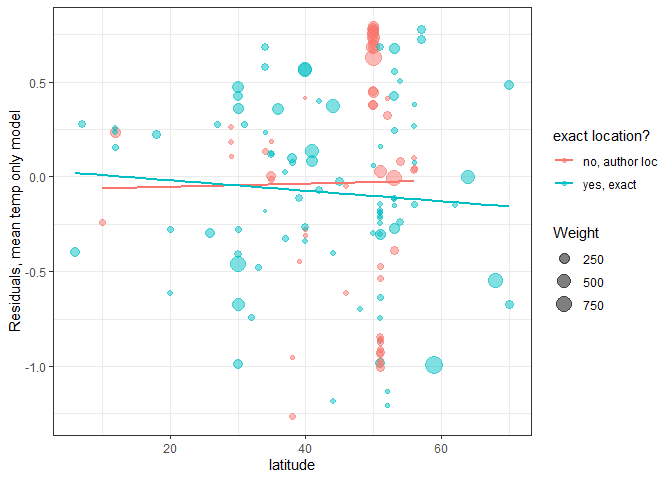 0.5
0.0
-0.5
-1.0
Residuals, mean temp only model
20
40
60
latitude
exact location?
no, author loc
yes, exact
Weight
250
500
750